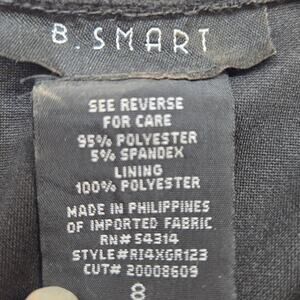 B. SMART
SEE REVERSE
FOR CARE
95% POLYESTER
5% SPANDEX
LINING
100% POLYESTER
MADE IN PHILIPPINES
OF IMPORTED FABRIC
RN# 54314
STYLE#RI4XGR123
CUT# 20008609
8